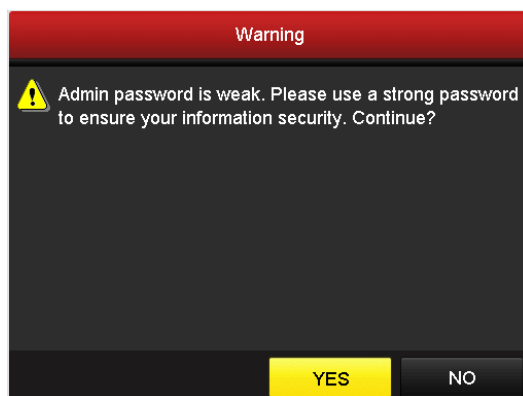 Warning
Admin password is weak. Please use a strong password
to ensure your information security. Continue?
YES
NO